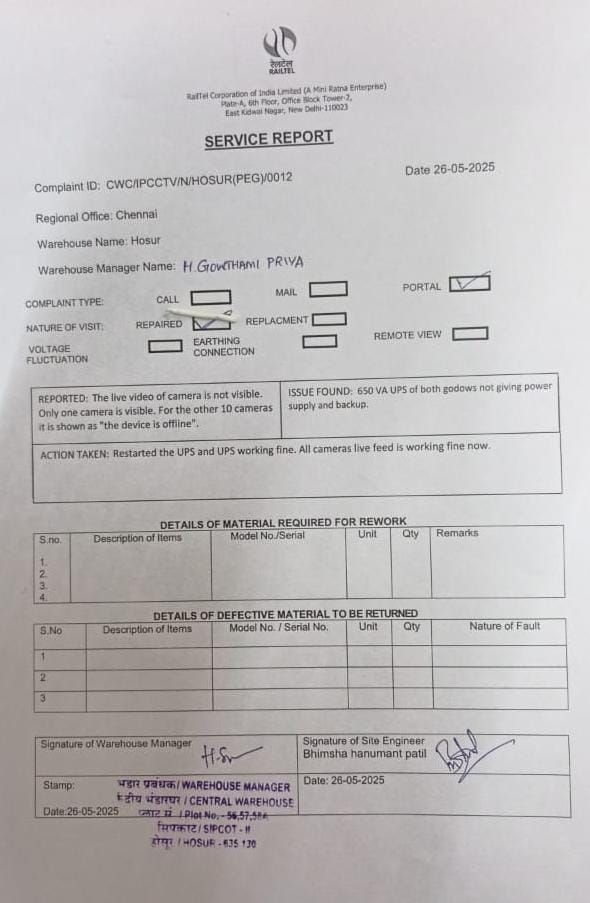 रेलटेल
RAILTEL
RailTel Corporation of India Limited (A Mini Ratna Enterprise)
Plate-A, 6th Floor, Office Block Tower-2,
East Kidwai Nagar, New Delhi-110023
SERVICE REPORT
Complaint ID: CWC/IPCCTV/N/HOSUR(PEG)/0012 Date 26-05-2025
Regional Office: Chennai
Warehouse Name: Hosur
Warehouse Manager Name: H. GOWTHAMI PRIYA
COMPLAINT TYPE: CALL MAIL PORTAL
NATURE OF VISIT: REPAIRED REPLACMENT
VOLTAGE FLUCTUATION EARTHING CONNECTION REMOTE VIEW
REPORTED: The live video of camera is not visible.
Only one camera is visible. For the other 10 cameras
it is shown as "the device is offline".
ISSUE FOUND: 650 VA UPS of both godows not giving power
supply and backup.
ACTION TAKEN: Restarted the UPS and UPS working fine. All cameras live feed is working fine now.
DETAILS OF MATERIAL REQUIRED FOR REWORK
S.no. Description of Items Model No./Serial Unit Qty Remarks
1.
2.
3.
4.
DETAILS OF DEFECTIVE MATERIAL TO BE RETURNED
S.No Description of Items Model No. / Serial No. Unit Qty Nature of Fault
1
2
3
Signature of Warehouse Manager
Signature of Site Engineer
Bhimsha hanumant patil
Stamp:
भंडार प्रबंधक/ WAREHOUSE MANAGER
केंद्रीय भंडारघर / CENTRAL WAREHOUSE
Date:26-05-2025
प्लाट सं / Plot No,- 56,57,58A
सिपकाट/ SIPCOT - II
होसूर / HOSUR - 635 130
Date: 26-05-2025